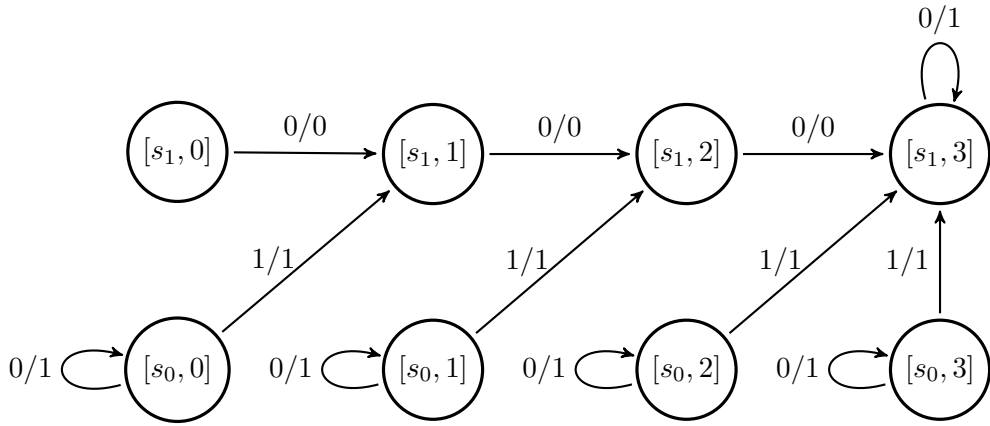 0/1
0/0 0/0 0/0
[s₁, 0] [s₁, 1] [s₁, 2] [s₁, 3]
1/1 1/1 1/1 1/1
0/1 [s₀, 0] 0/1 [s₀, 1] 0/1 [s₀, 2] 0/1 [s₀, 3]